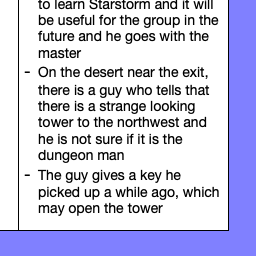 to learn Starstorm and it will
be useful for the group in the
future and he goes with the
master
- On the desert near the exit,
there is a guy who tells that
there is a strange looking
tower to the northwest and
he is not sure if it is the
dungeon man
- The guy gives a key he
picked up a while ago, which
may open the tower